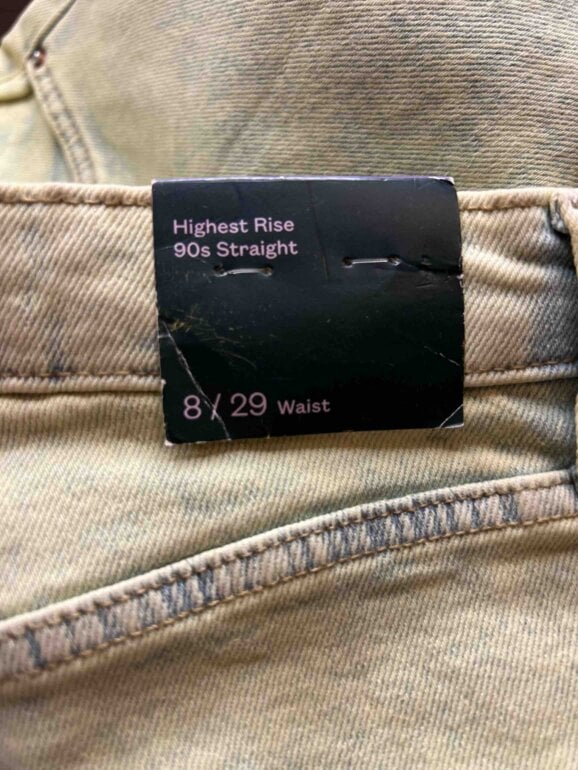 Highest Rise
90s Straight
8 / 29 Waist